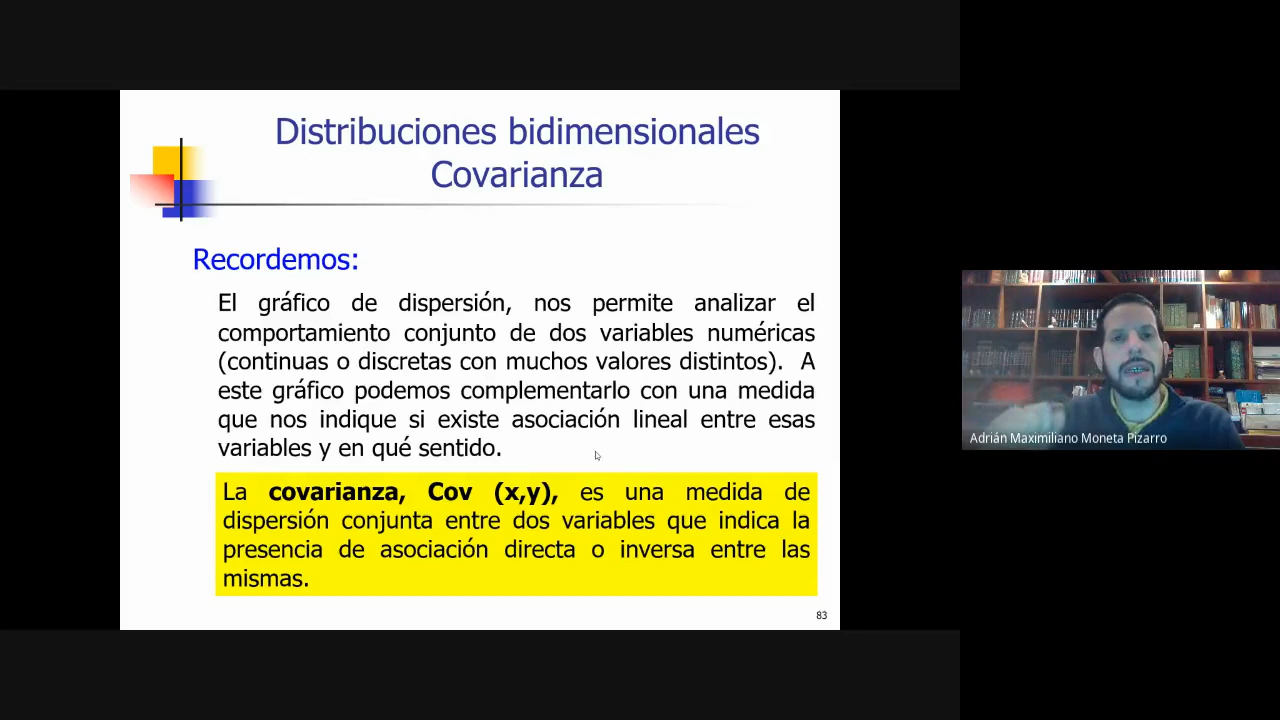 Distribuciones bidimensionales
Covarianza
Recordemos:
El gráfico de dispersión, nos permite analizar el
comportamiento conjunto de dos variables numéricas
(continuas o discretas con muchos valores distintos). A
este gráfico podemos complementarlo con una medida
que nos indique si existe asociación lineal entre esas
variables y en qué sentido.
La covarianza, Cov (x,y), es una medida de
dispersión conjunta entre dos variables que indica la
presencia de asociación directa o inversa entre las
mismas.
83
Adrián Maximiliano Moneta Pizarro